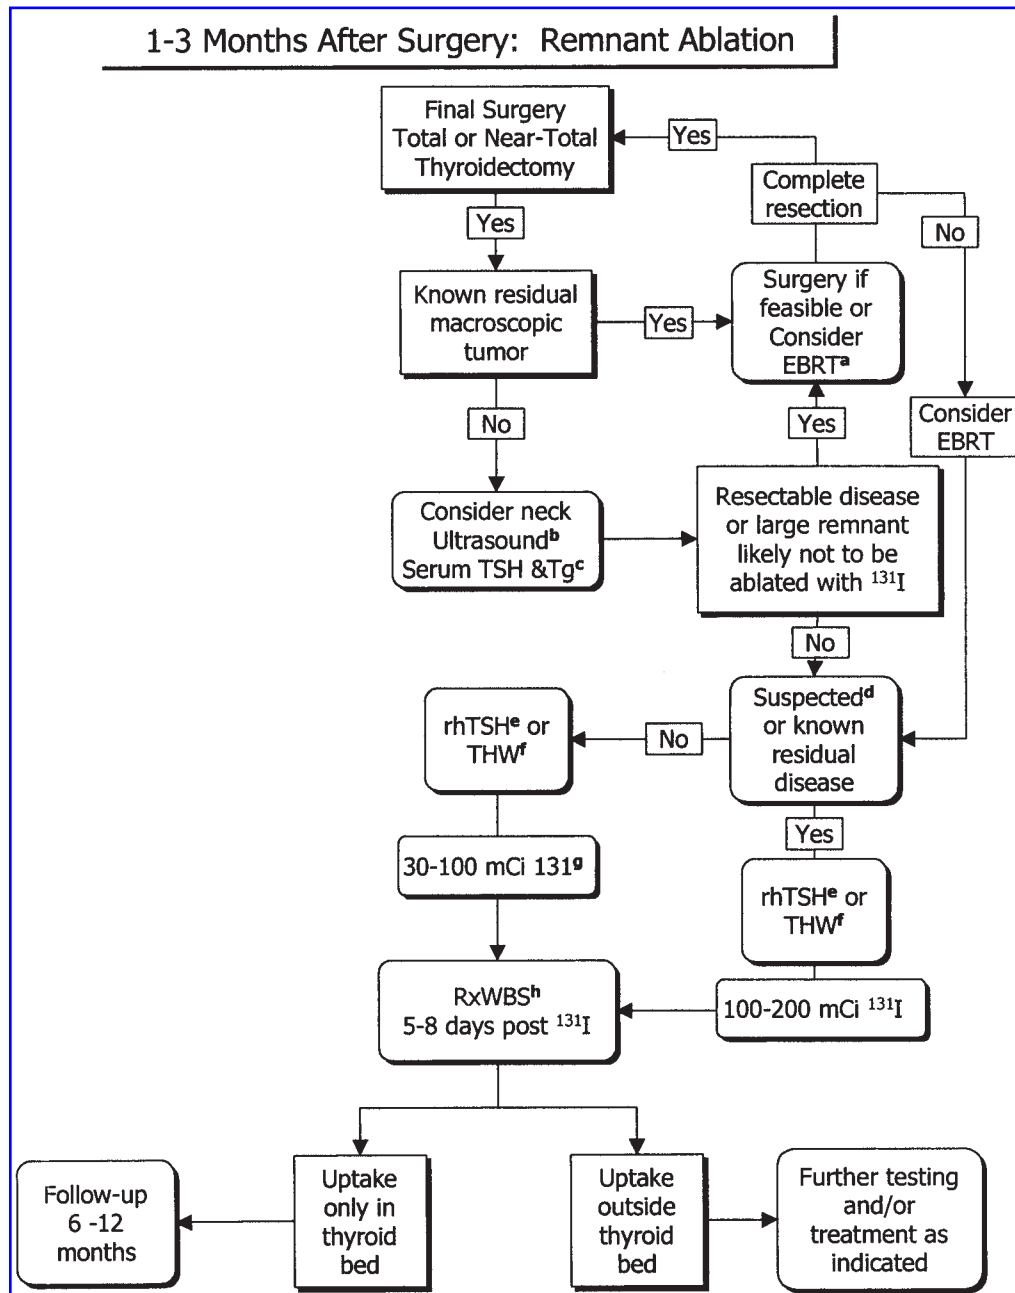 1-3 Months After Surgery:  Remnant Ablation
Final Surgery
Total or Near-Total
Thyroidectomy
Yes
Complete
resection
Yes
No
Known residual
macroscopic
tumor
Yes
Surgery if
feasible or
Consider
EBRTᵃ
No
Yes
Consider
EBRT
Consider neck
Ultrasoundᵇ
Serum TSH &Tgᶜ
Resectable disease
or large remnant
likely not to be
ablated with ¹³¹I
No
Suspectedᵈ
or known
residual
disease
No
rhTSHᵉ or
THWᶠ
Yes
30-100 mCi 131ᵍ
rhTSHᵉ or
THWᶠ
100-200 mCi ¹³¹I
RxWBSʰ
5-8 days post ¹³¹I
Follow-up
6 -12
months
Uptake
only in
thyroid
bed
Uptake
outside
thyroid
bed
Further testing
and/or
treatment as
indicated